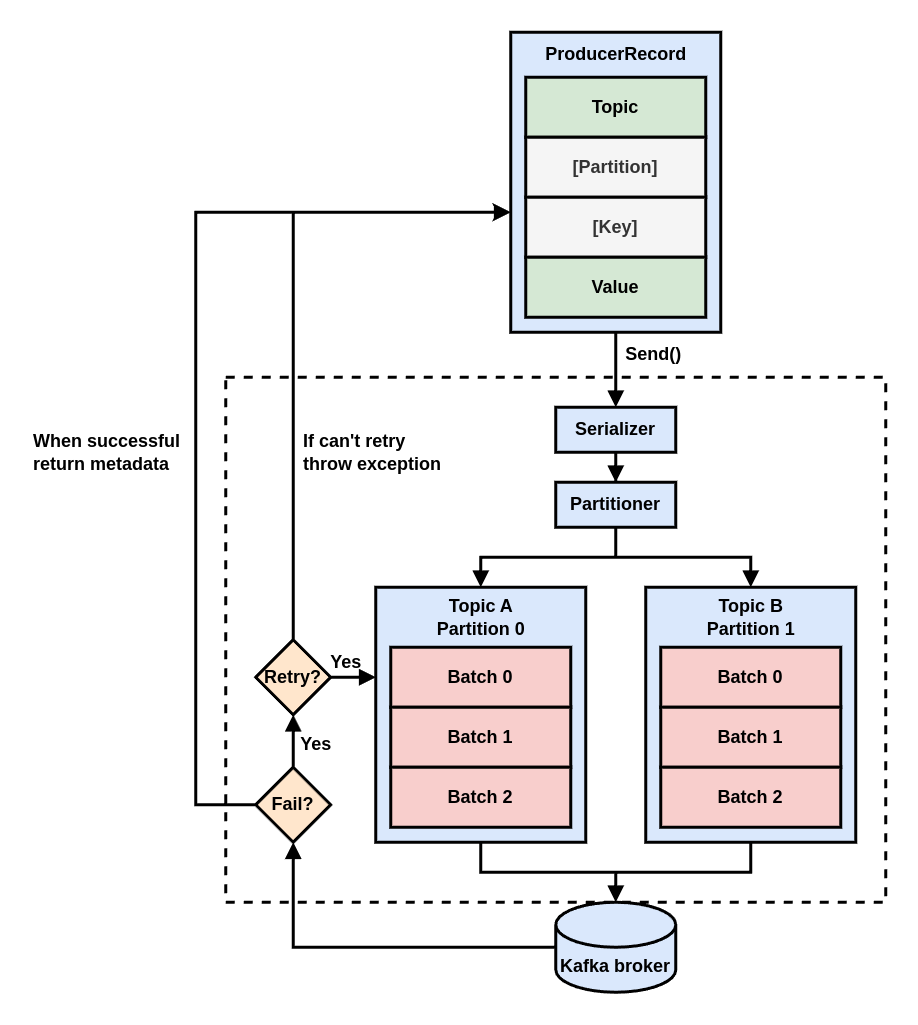 ProducerRecord
Topic
[Partition]
[Key]
Value
Send()
Serializer
When successful
return metadata
If can't retry
throw exception
Partitioner
Topic A
Partition 0
Topic B
Partition 1
Retry?
Yes
Batch 0
Batch 0
Yes
Batch 1
Batch 1
Fail?
Batch 2
Batch 2
Kafka broker